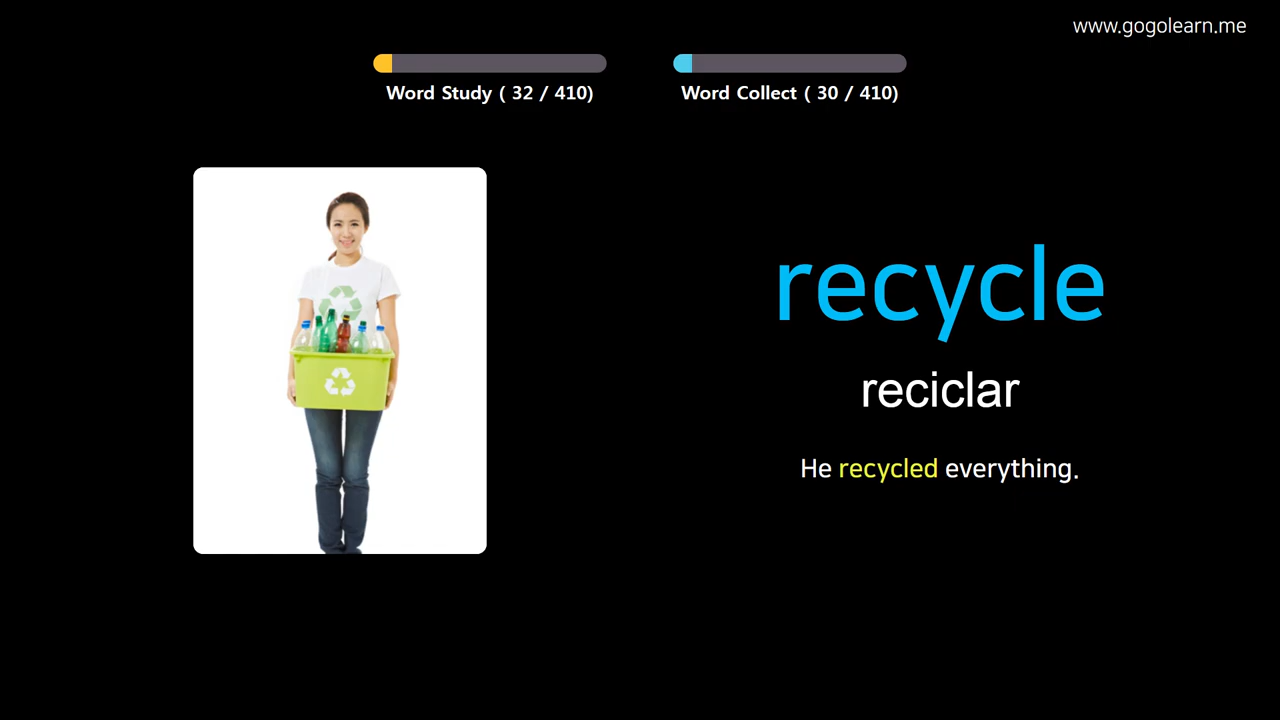 www.gogolearn.me
Word Study ( 32 / 410)
Word Collect ( 30 / 410)
recycle
reciclar
He recycled everything.